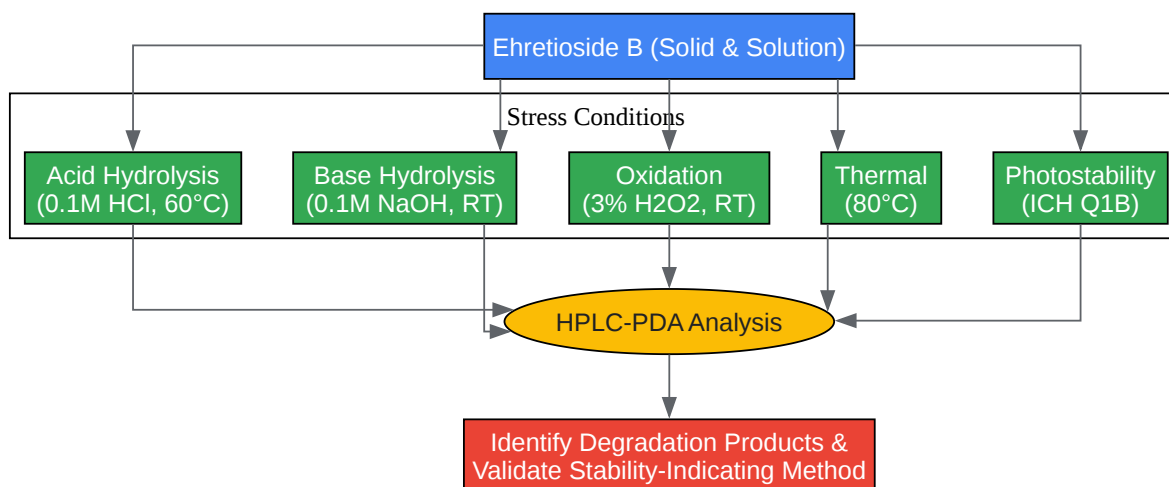 Ehretioside B (Solid & Solution)
Stress Conditions
Acid Hydrolysis
(0.1M HCl, 60°C)
Base Hydrolysis
(0.1M NaOH, RT)
Oxidation
(3% H2O2, RT)
Thermal
(80°C)
Photostability
(ICH Q1B)
HPLC-PDA Analysis
Identify Degradation Products &
Validate Stability-Indicating Method